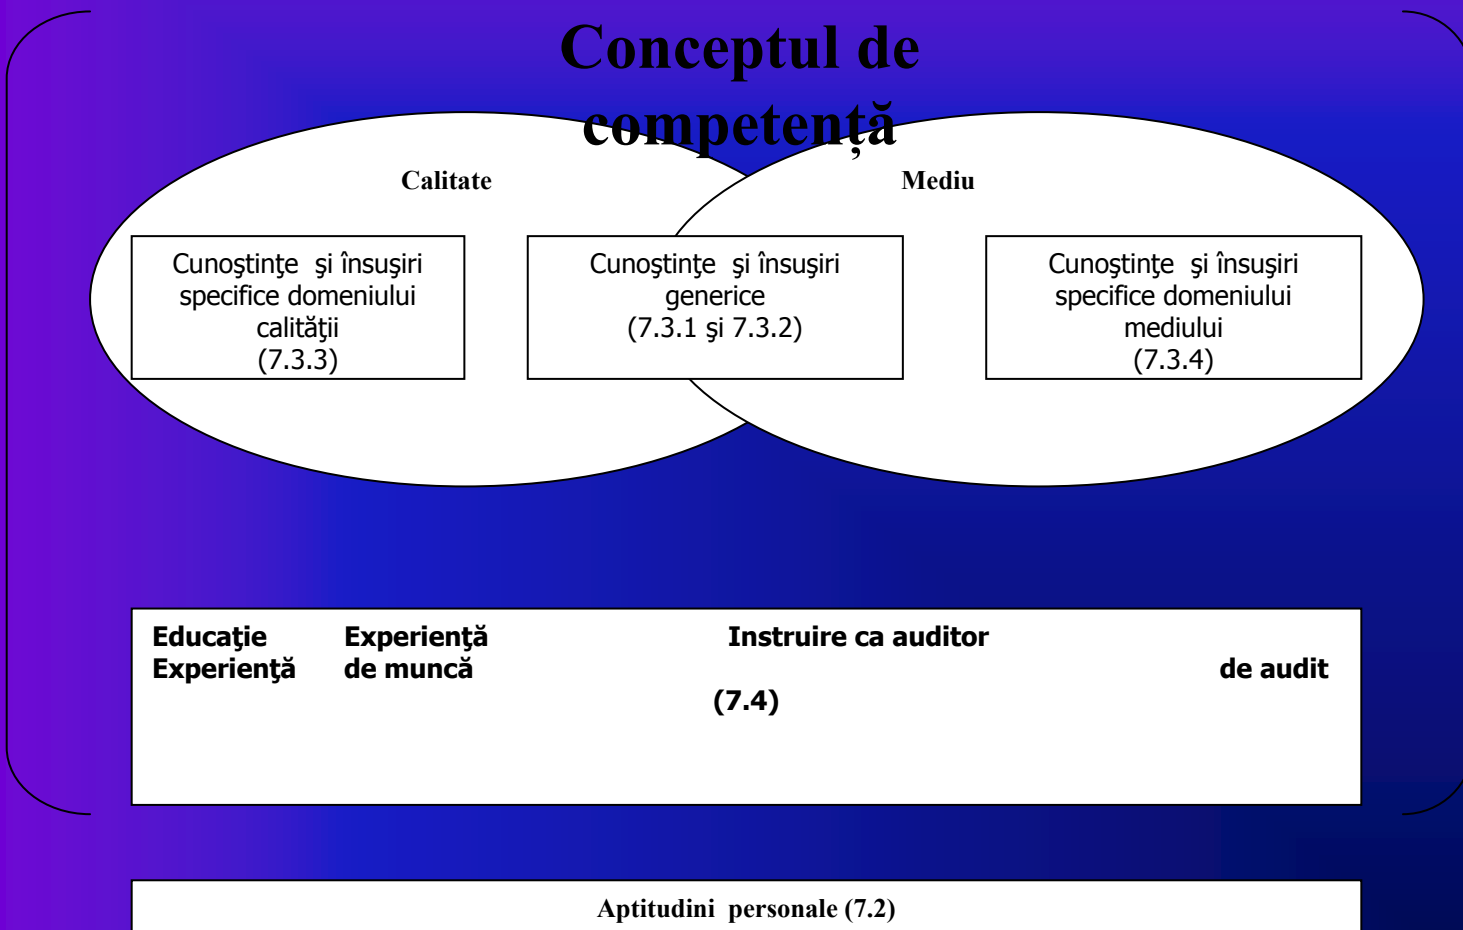 Conceptul de
competență
Calitate
Mediu
Cunoştinţe şi însuşiri
specifice domeniului
calităţii
(7.3.3)
Cunoştinţe şi însuşiri
generice
(7.3.1 şi 7.3.2)
Cunoştinţe şi însuşiri
specifice domeniului
mediului
(7.3.4)
Educaţie Experienţă Instruire ca auditor
Experienţă de muncă de audit
(7.4)
Aptitudini personale (7.2)